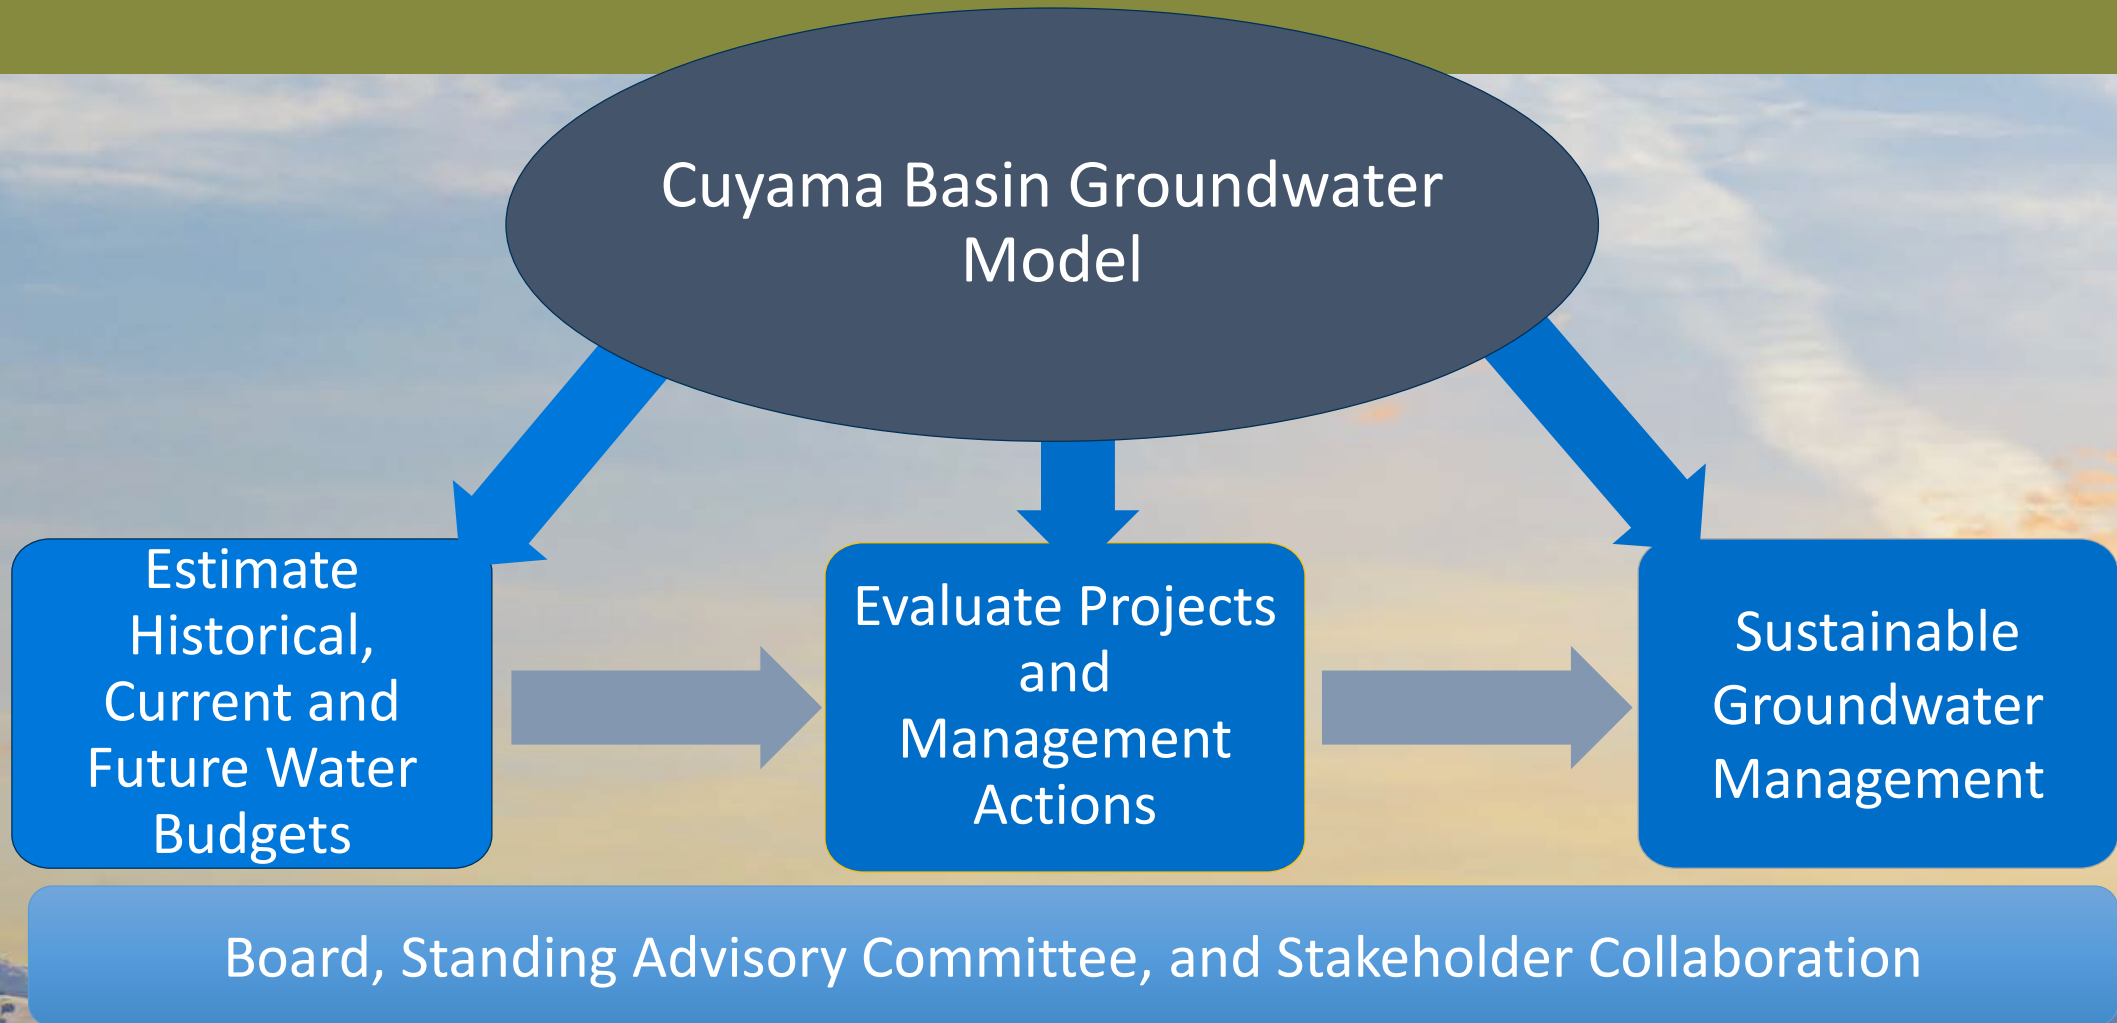 Cuyama Basin Groundwater
Model
Estimate
Historical,
Current and
Future Water
Budgets
Evaluate Projects
and
Management
Actions
Sustainable
Groundwater
Management
Board, Standing Advisory Committee, and Stakeholder Collaboration